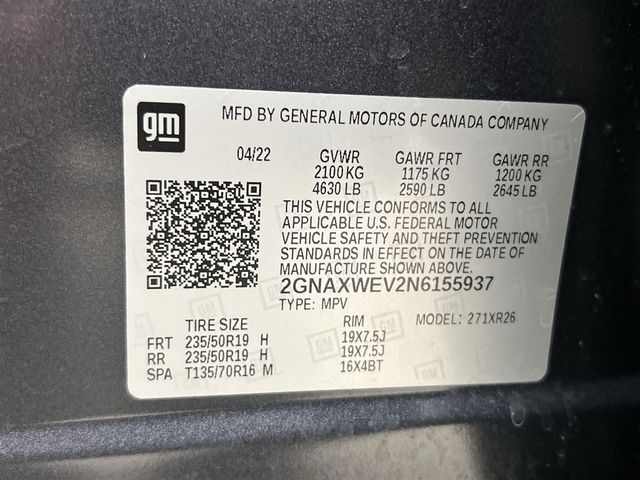 gm
MFD BY GENERAL MOTORS OF CANADA COMPANY
04/22 GVWR GAWR FRT GAWR RR
2100 KG 1175 KG 1200 KG
4630 LB 2590 LB 2645 LB
THIS VEHICLE CONFORMS TO ALL
APPLICABLE U.S. FEDERAL MOTOR
VEHICLE SAFETY AND THEFT PREVENTION
STANDARDS IN EFFECT ON THE DATE OF
MANUFACTURE SHOWN ABOVE.
2GNAXWEV2N6155937
TYPE: MPV
TIRE SIZE RIM MODEL: 271XR26
FRT 235/50R19 H 19X7.5J
RR 235/50R19 H 19X7.5J
SPA T135/70R16 M 16X4BT